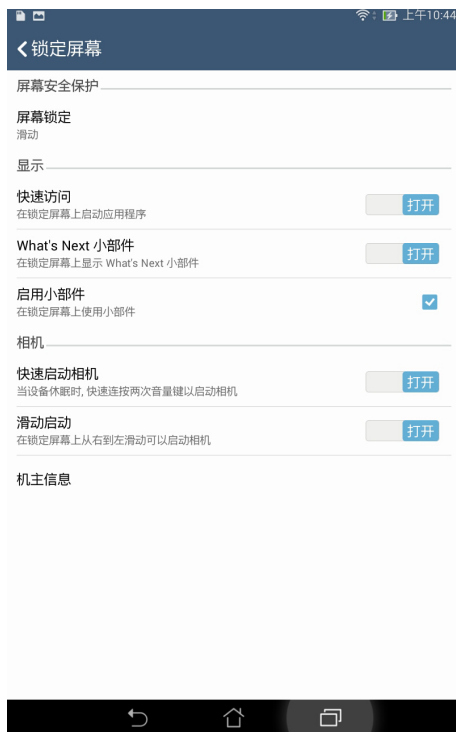 上午10:44
锁定屏幕
屏幕安全保护
屏幕锁定
滑动
显示
快速访问
在锁定屏幕上启动应用程序
打开
What's Next 小部件
在锁定屏幕上显示 What's Next 小部件
打开
启用小部件
在锁定屏幕上使用小部件
相机
快速启动相机
当设备休眠时, 快速连按两次音量键以启动相机
打开
滑动启动
在锁定屏幕上从右到左滑动可以启动相机
打开
机主信息